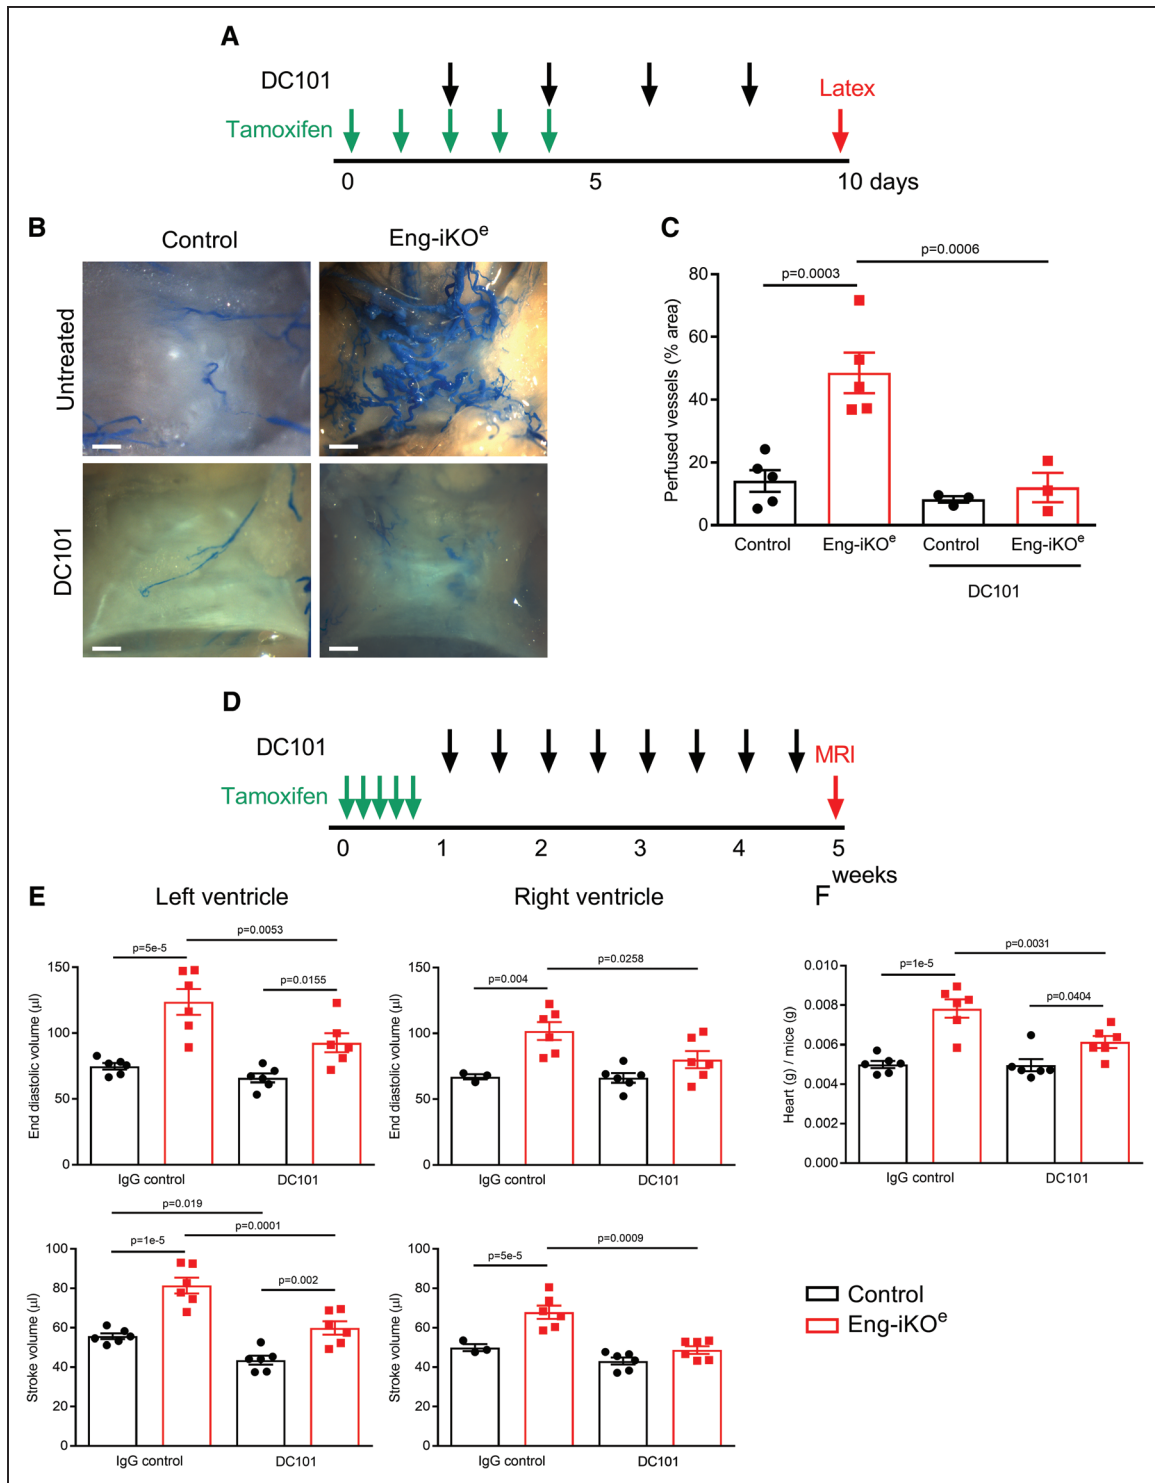 A
DC101
Latex
Tamoxifen
0 5 10 days
B
Control Eng-iKOe
Untreated
DC101
C
p=0.0006
p=0.0003
Perfused vessels (% area)
80
60
40
20
0
Control Eng-iKOe Control Eng-iKOe
DC101
D
DC101
MRI
Tamoxifen
0 1 2 3 4 5
weeks
E
Left ventricle
p=0.0053
p=5e-5
p=0.0155
End diastolic volume (µl)
150
100
50
0
IgG control DC101
Right ventricle
p=0.0258
p=0.004
End diastolic volume (µl)
150
100
50
0
IgG control DC101
F
p=0.0031
p=1e-5
p=0.0404
Heart (g) / mice (g)
0.010
0.008
0.006
0.004
0.002
0.000
IgG control DC101
p=0.019
p=0.0001
p=1e-5
p=0.002
Stroke volume (µl)
100
80
60
40
20
0
IgG control DC101
p=0.0009
p=5e-5
Stroke volume (µl)
100
80
60
40
20
0
IgG control DC101
Control
Eng-iKOe